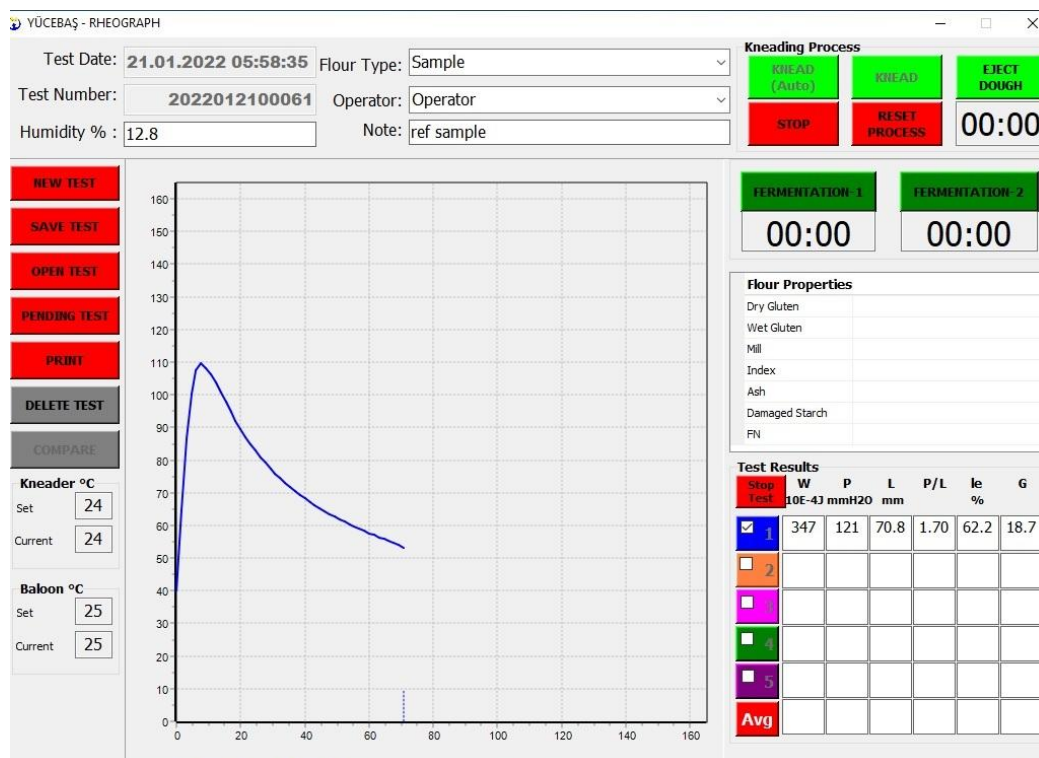 YÜCEBAŞ - RHEOGRAPH
Test Date: 21.01.2022 05:58:35 Flour Type: Sample
Test Number: 2022012100061 Operator: Operator
Humidity % : 12.8 Note: ref sample
Kneading Process
KNEAD (Auto) KNEAD EJECT DOUGH
STOP RESET PROCESS 00:00
NEW TEST
SAVE TEST
OPEN TEST
PENDING TEST
PRINT
DELETE TEST
COMPARE
Kneader °C
Set 24
Current 24
Baloon °C
Set 25
Current 25
160
150
140
130
120
110
100
90
80
70
60
50
40
30
20
10
0
0 20 40 60 80 100 120 140 160
FERMENTATION-1 FERMENTATION-2
00:00 00:00
Flour Properties
Dry Gluten
Wet Gluten
Mill
Index
Ash
Damaged Starch
FN
Test Results
Stop Test W P L P/L Ie G
10E-4J mmH2O mm %
1 347 121 70.8 1.70 62.2 18.7
2
3
4
5
Avg